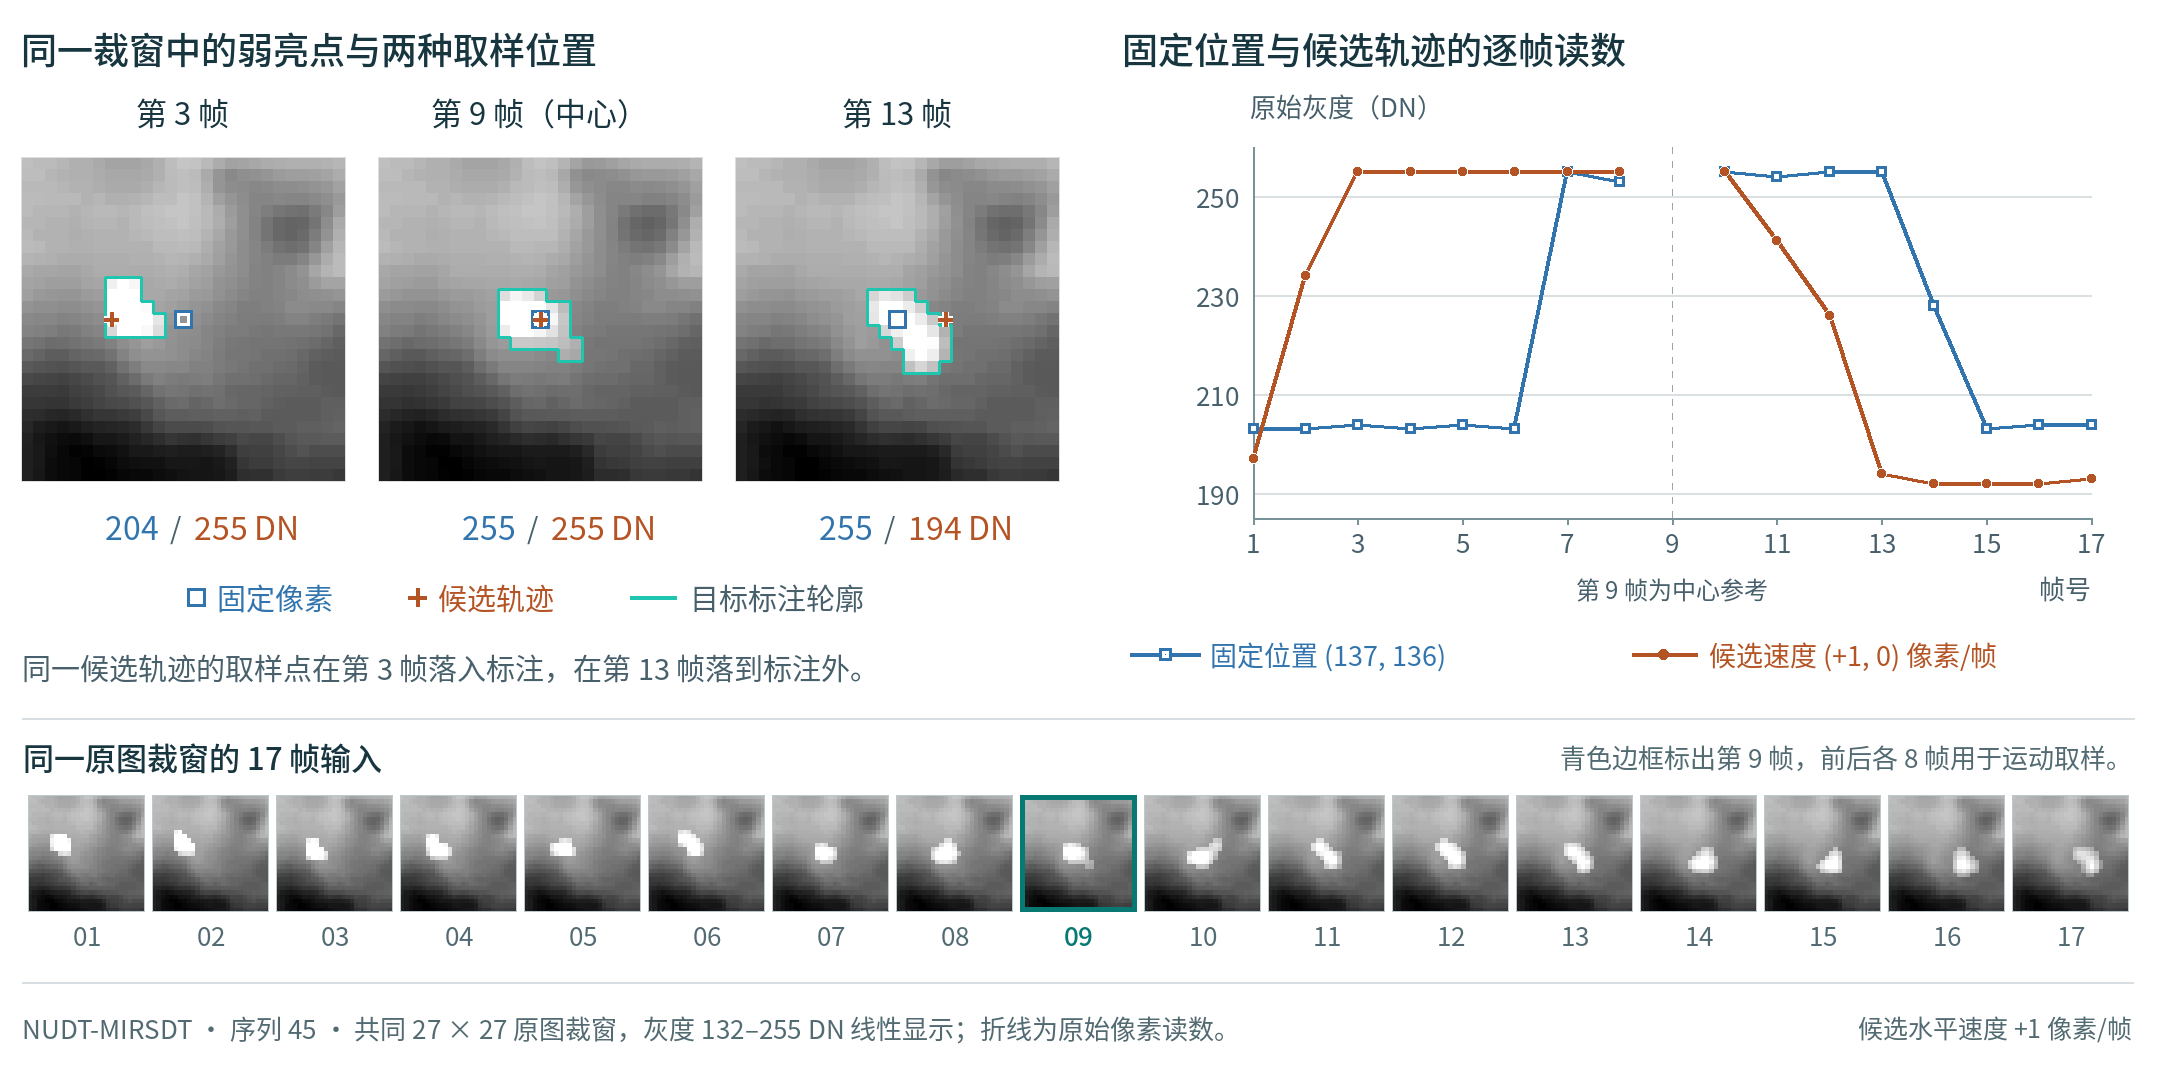 同一裁窗中的弱亮点与两种取样位置
第 3 帧
第 9 帧（中心）
第 13 帧
204 / 255 DN
255 / 255 DN
255 / 194 DN
固定像素
候选轨迹
目标标注轮廓
同一候选轨迹的取样点在第 3 帧落入标注，在第 13 帧落到标注外。
固定位置与候选轨迹的逐帧读数
原始灰度（DN）
250
230
210
190
1 3 5 7 9 11 13 15 17
第 9 帧为中心参考
帧号
固定位置 (137, 136)
候选速度 (+1, 0) 像素/帧
同一原图裁窗的 17 帧输入
青色边框标出第 9 帧，前后各 8 帧用于运动取样。
01 02 03 04 05 06 07 08 09 10 11 12 13 14 15 16 17
NUDT-MIRSDT · 序列 45 · 共同 27 × 27 原图裁窗，灰度 132–255 DN 线性显示；折线为原始像素读数。
候选水平速度 +1 像素/帧